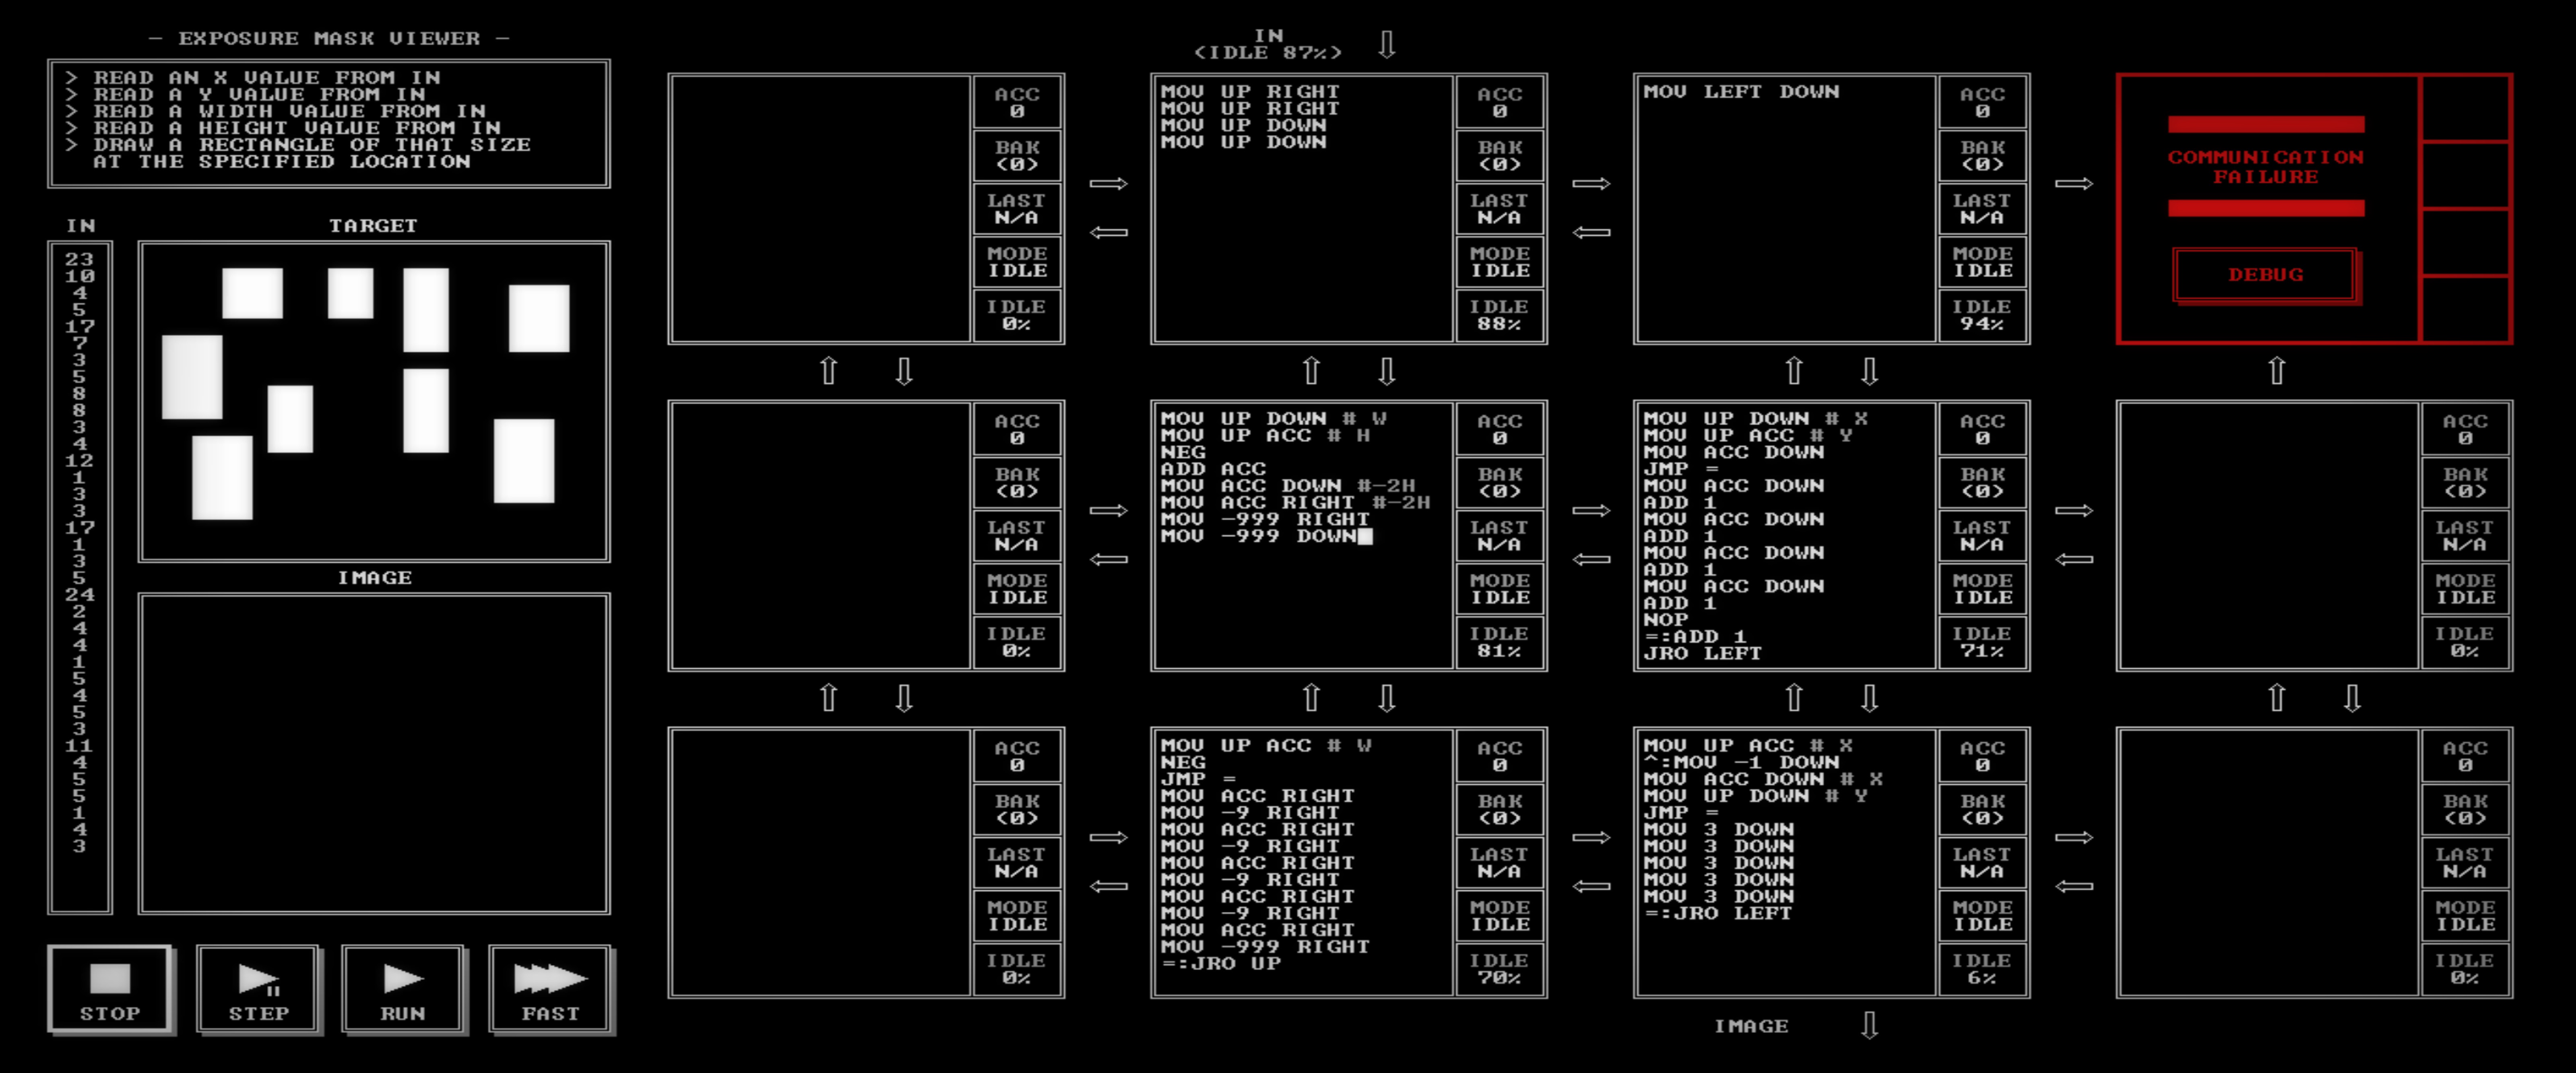 - EXPOSURE MASK VIEWER -
> READ AN X VALUE FROM IN
> READ A Y VALUE FROM IN
> READ A WIDTH VALUE FROM IN
> READ A HEIGHT VALUE FROM IN
> DRAW A RECTANGLE OF THAT SIZE
AT THE SPECIFIED LOCATION
IN
23
10
4
5
17
7
3
5
8
8
3
4
12
1
3
3
17
1
3
5
24
2
4
4
1
5
4
5
3
11
4
5
5
1
4
3
TARGET
IMAGE
STOP
STEP
RUN
FAST
IN
(IDLE 87%)
ACC
0
BAK
(0)
LAST
N/A
MODE
IDLE
IDLE
0%
MOV UP RIGHT
MOV UP RIGHT
MOV UP DOWN
MOV UP DOWN
ACC
0
BAK
(0)
LAST
N/A
MODE
IDLE
IDLE
88%
MOV LEFT DOWN
ACC
0
BAK
(0)
LAST
N/A
MODE
IDLE
IDLE
94%
COMMUNICATION
FAILURE
DEBUG
ACC
0
BAK
(0)
LAST
N/A
MODE
IDLE
IDLE
0%
MOV UP DOWN # W
MOV UP ACC # H
NEG
ADD ACC
MOV ACC DOWN #-2H
MOV ACC RIGHT #-2H
MOV -999 RIGHT
MOV -999 DOWN
ACC
0
BAK
(0)
LAST
N/A
MODE
IDLE
IDLE
81%
MOV UP DOWN # X
MOV UP ACC # Y
MOV ACC DOWN
JMP =
MOV ACC DOWN
ADD 1
MOV ACC DOWN
ADD 1
MOV ACC DOWN
ADD 1
MOV ACC DOWN
ADD 1
NOP
=:ADD 1
JRO LEFT
ACC
0
BAK
(0)
LAST
N/A
MODE
IDLE
IDLE
71%
ACC
0
BAK
(0)
LAST
N/A
MODE
IDLE
IDLE
0%
ACC
0
BAK
(0)
LAST
N/A
MODE
IDLE
IDLE
0%
MOV UP ACC # W
NEG
JMP =
MOV ACC RIGHT
MOV -9 RIGHT
MOV ACC RIGHT
MOV -9 RIGHT
MOV ACC RIGHT
MOV -9 RIGHT
MOV ACC RIGHT
MOV -9 RIGHT
MOV ACC RIGHT
MOV -999 RIGHT
=:JRO UP
ACC
0
BAK
(0)
LAST
N/A
MODE
IDLE
IDLE
70%
MOV UP ACC # X
^:MOV -1 DOWN
MOV ACC DOWN # X
MOV UP DOWN # Y
JMP =
MOV 3 DOWN
MOV 3 DOWN
MOV 3 DOWN
MOV 3 DOWN
MOV 3 DOWN
=:JRO LEFT
ACC
0
BAK
(0)
LAST
N/A
MODE
IDLE
IDLE
6%
ACC
0
BAK
(0)
LAST
N/A
MODE
IDLE
IDLE
0%
IMAGE